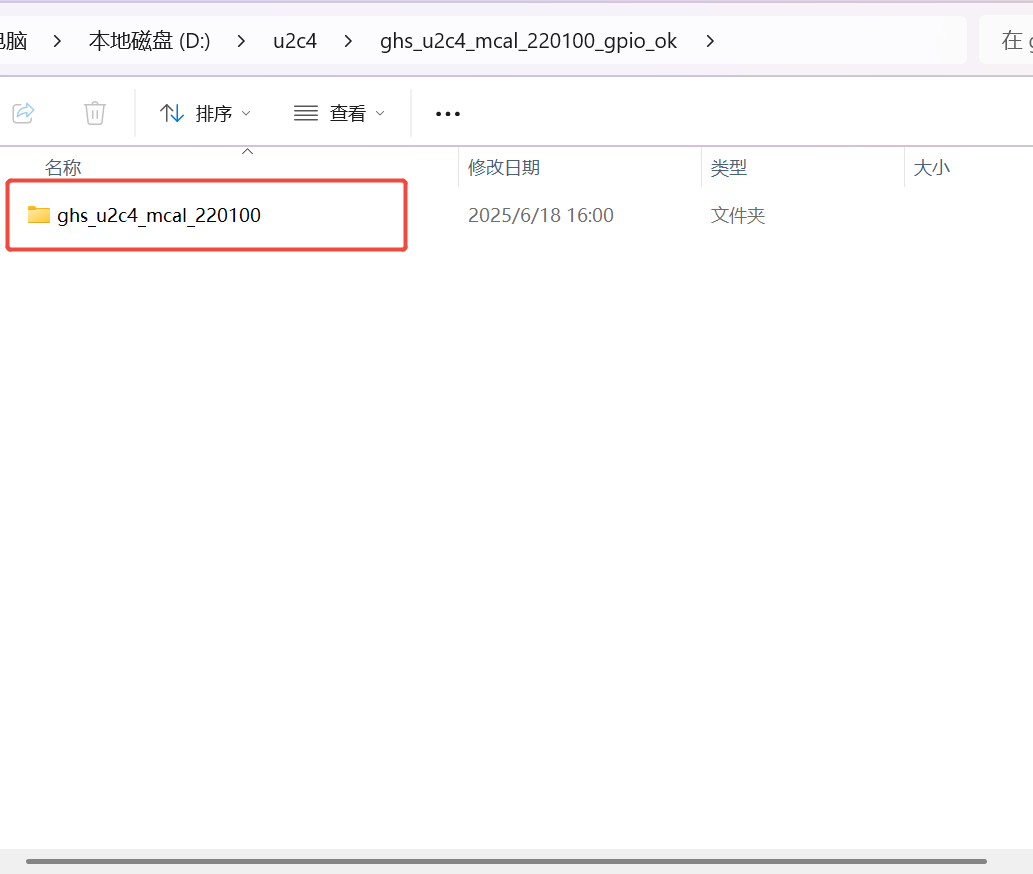 电脑 > 本地磁盘 (D:) > u2c4 > ghs_u2c4_mcal_220100_gpio_ok > 在 g
排序 查看 •••
名称 修改日期 类型 大小
ghs_u2c4_mcal_220100 2025/6/18 16:00 文件夹